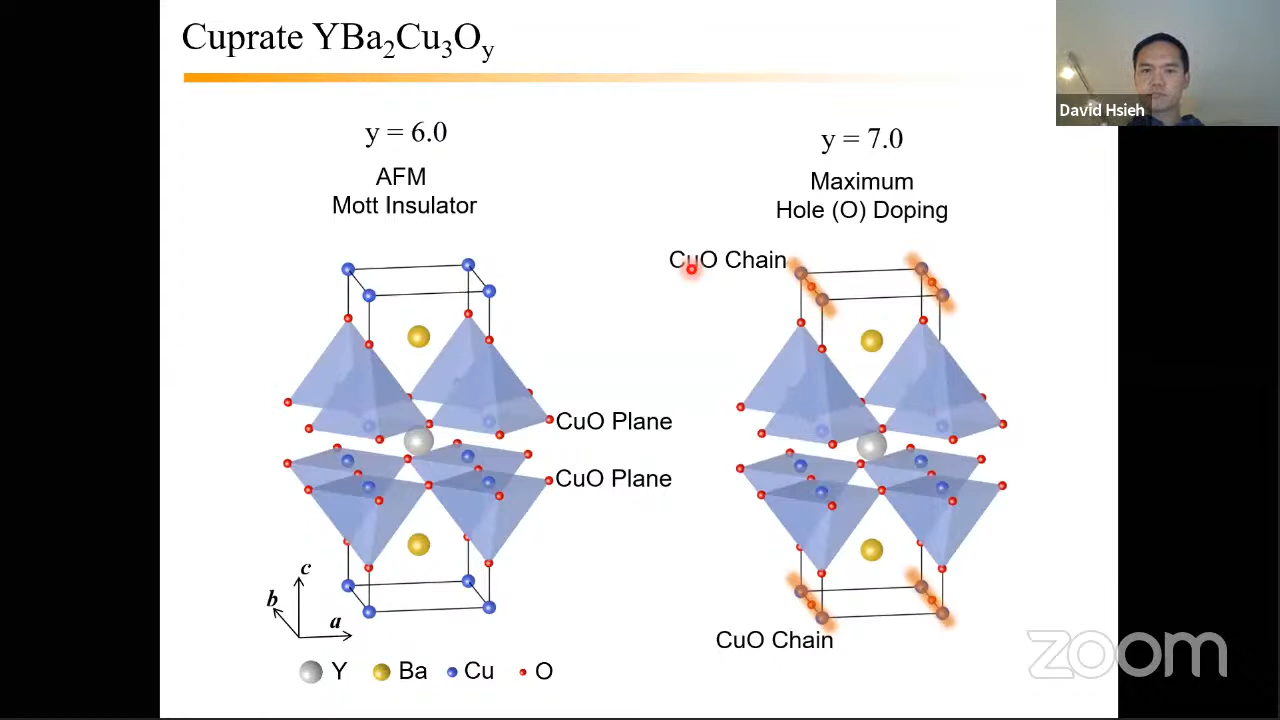 Cuprate YBa₂Cu₃Oy
David Hsieh
y = 6.0
AFM
Mott Insulator
y = 7.0
Maximum
Hole (O) Doping
CuO Chain
CuO Plane
CuO Plane
c
b
a
CuO Chain
Y Ba Cu O
zoom